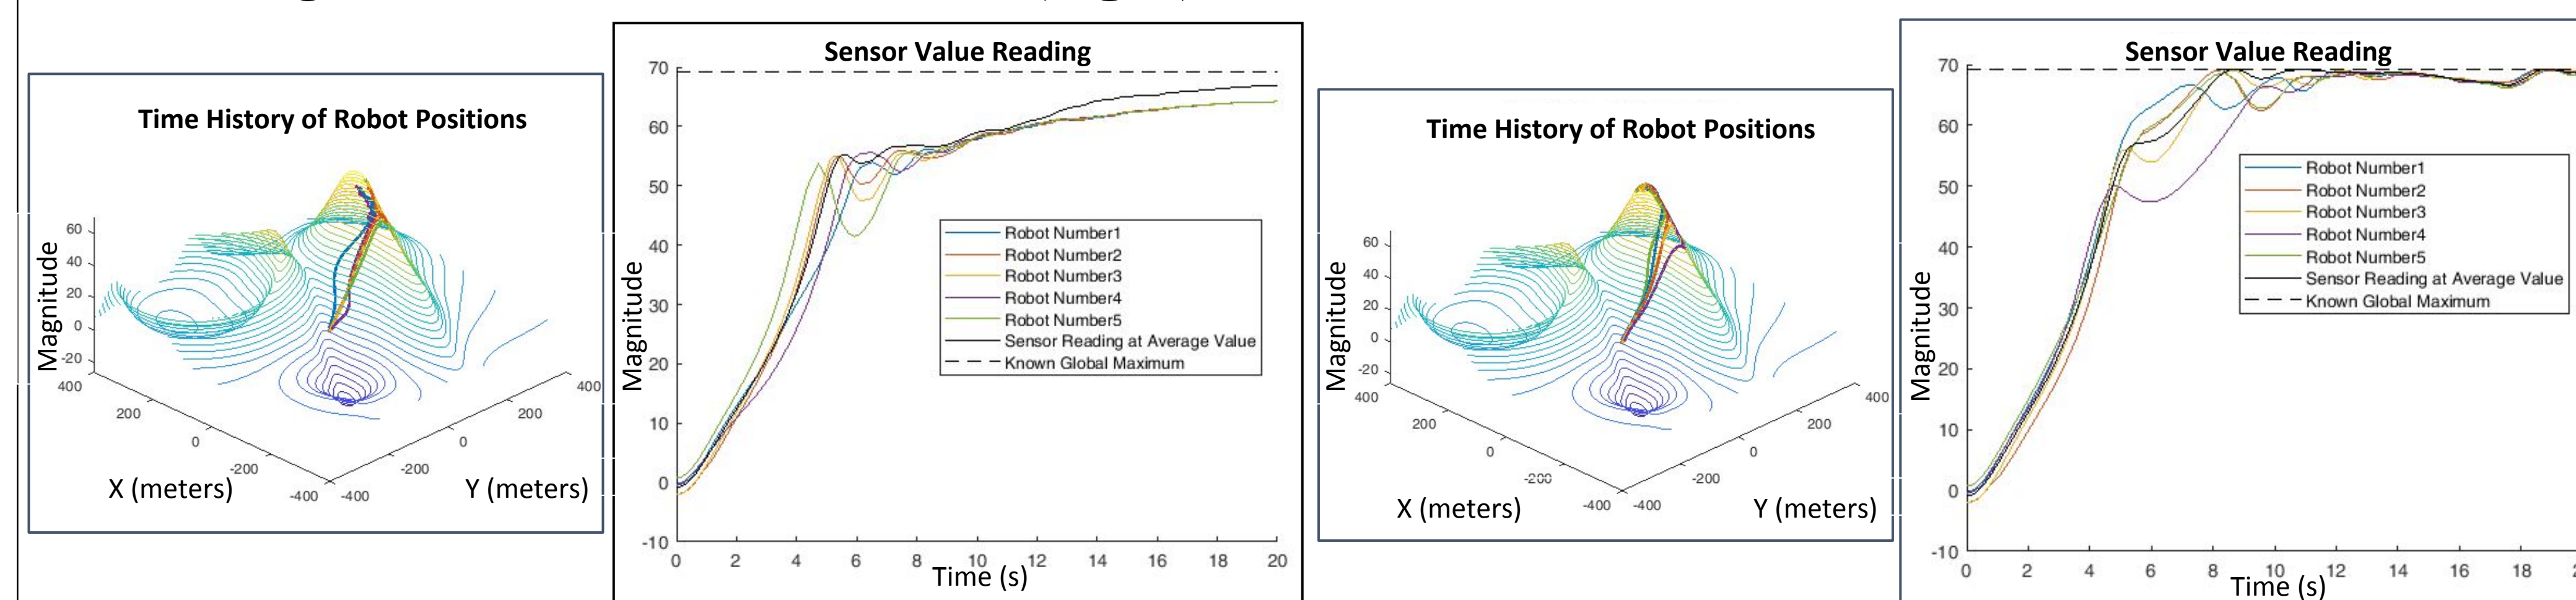 Time History of Robot Positions
Magnitude
60
40
20
0
-20
400
200
0
-200
-400
-400
-200
0
200
400
X (meters)
Y (meters)
Sensor Value Reading
Magnitude
70
60
50
40
30
20
10
0
-10
0 2 4 6 8 10 12 14 16 18 20
Time (s)
Robot Number1
Robot Number2
Robot Number3
Robot Number4
Robot Number5
Sensor Reading at Average Value
Known Global Maximum
Time History of Robot Positions
Magnitude
60
40
20
0
-20
400
200
0
-200
-400
-400
-200
0
200
400
X (meters)
Y (meters)
Sensor Value Reading
Magnitude
70
60
50
40
30
20
10
0
-10
0 2 4 6 8 10 12 14 16 18
Time (s)
Robot Number1
Robot Number2
Robot Number3
Robot Number4
Robot Number5
Sensor Reading at Average Value
Known Global Maximum